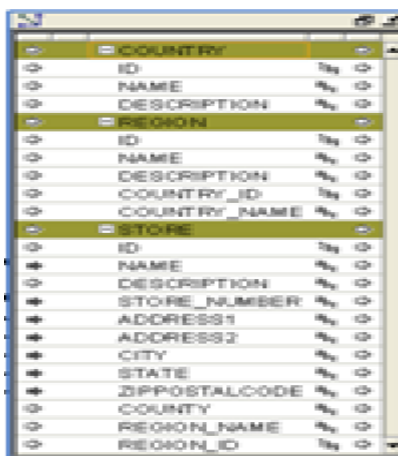 COUNTRY
ID
NAME
DESCRIPTION
REGION
ID
NAME
DESCRIPTION
COUNTRY_ID
COUNTRY_NAME
STORE
ID
NAME
DESCRIPTION
STORE_NUMBER
ADDRESS1
ADDRESS2
CITY
STATE
ZIPPOSTALCODE
COUNTY
REGION_NAME
REGION_ID